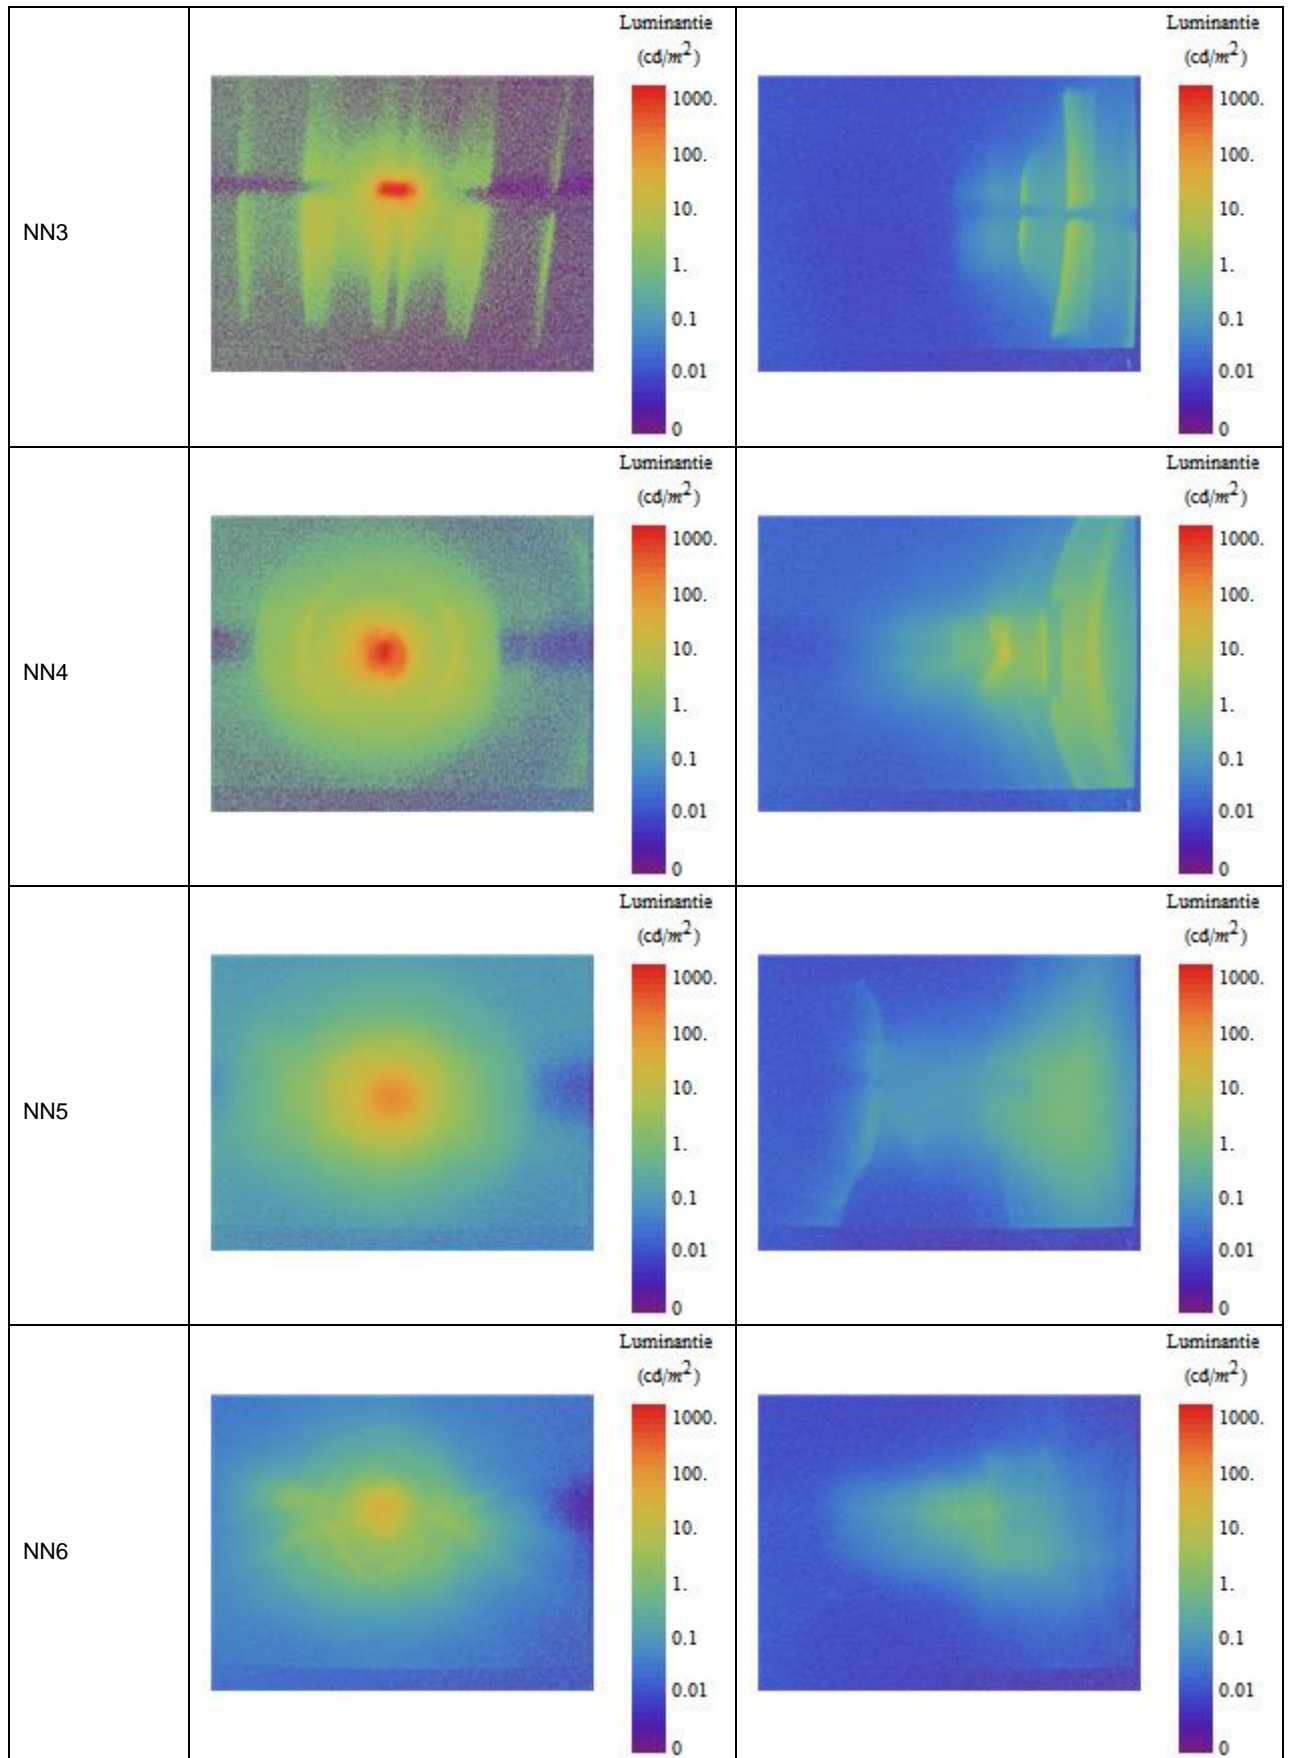 NN3
Luminantie
(cd/m²)
1000.
100.
10.
1.
0.1
0.01
0
Luminantie
(cd/m²)
1000.
100.
10.
1.
0.1
0.01
0
NN4
Luminantie
(cd/m²)
1000.
100.
10.
1.
0.1
0.01
0
Luminantie
(cd/m²)
1000.
100.
10.
1.
0.1
0.01
0
NN5
Luminantie
(cd/m²)
1000.
100.
10.
1.
0.1
0.01
0
Luminantie
(cd/m²)
1000.
100.
10.
1.
0.1
0.01
0
NN6
Luminantie
(cd/m²)
1000.
100.
10.
1.
0.1
0.01
0
Luminantie
(cd/m²)
1000.
100.
10.
1.
0.1
0.01
0